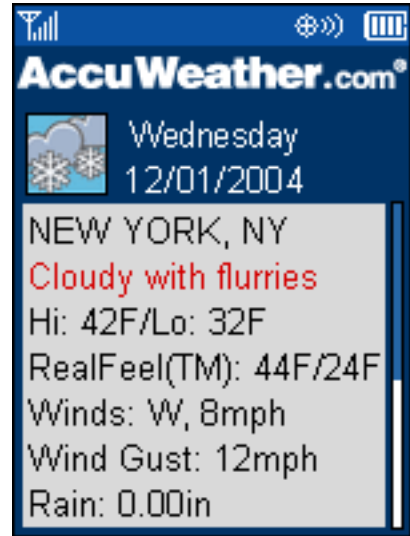 AccuWeather.com®
Wednesday
12/01/2004
NEW YORK, NY
Cloudy with flurries
Hi: 42F/Lo: 32F
RealFeel(TM): 44F/24F
Winds: W, 8mph
Wind Gust: 12mph
Rain: 0.00in